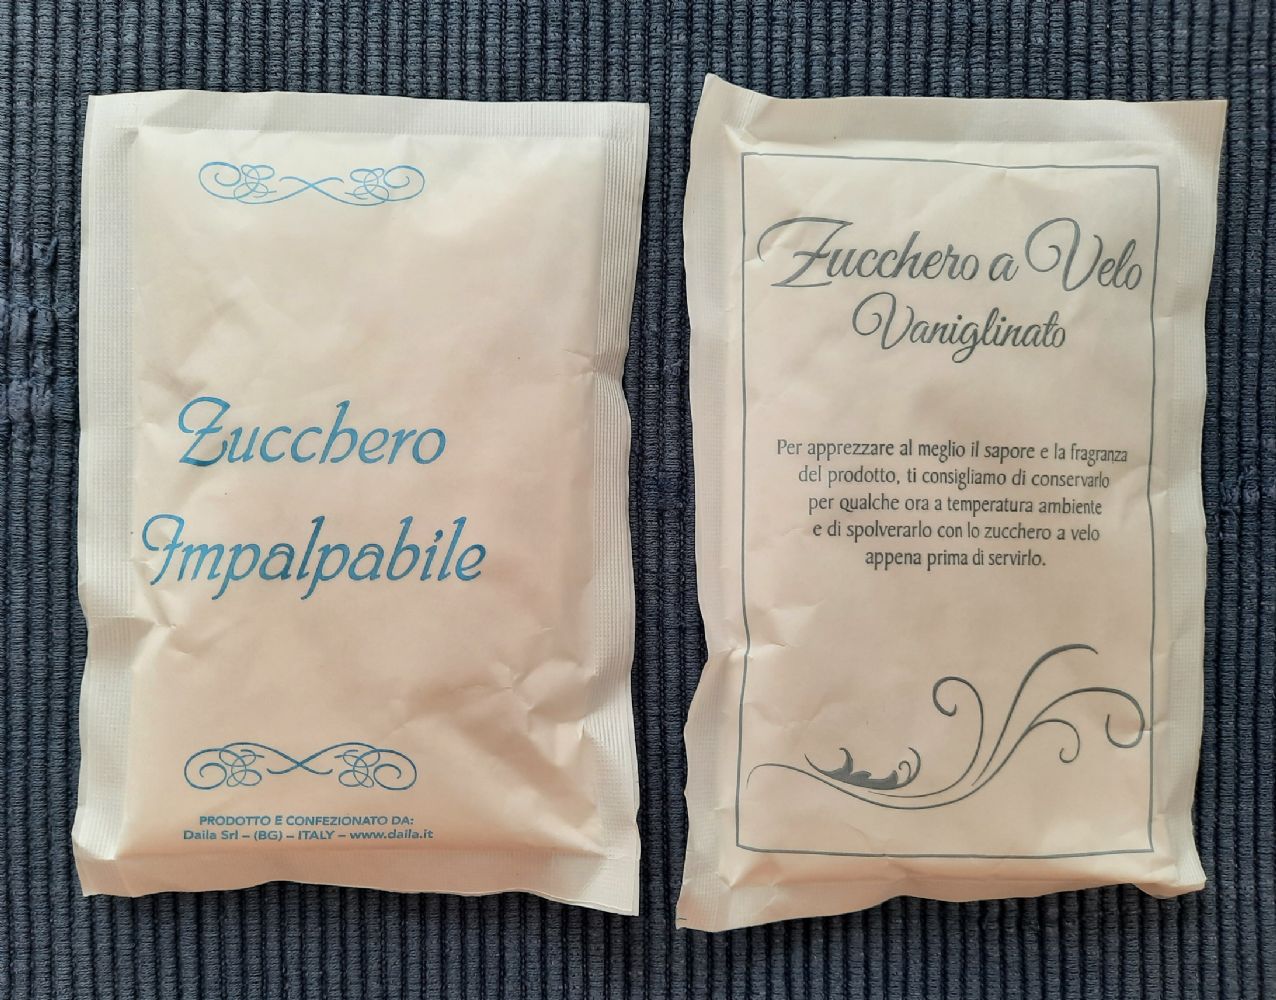 Zucchero
Impalpabile
PRODOTTO E CONFEZIONATO DA:
Daila Srl – (BG) – ITALY – www.daila.it
Zucchero a Velo
Vaniglinato
Per apprezzare al meglio il sapore e la fragranza
del prodotto, ti consigliamo di conservarlo
per qualche ora a temperatura ambiente
e di spolverarlo con lo zucchero a velo
appena prima di servirlo.